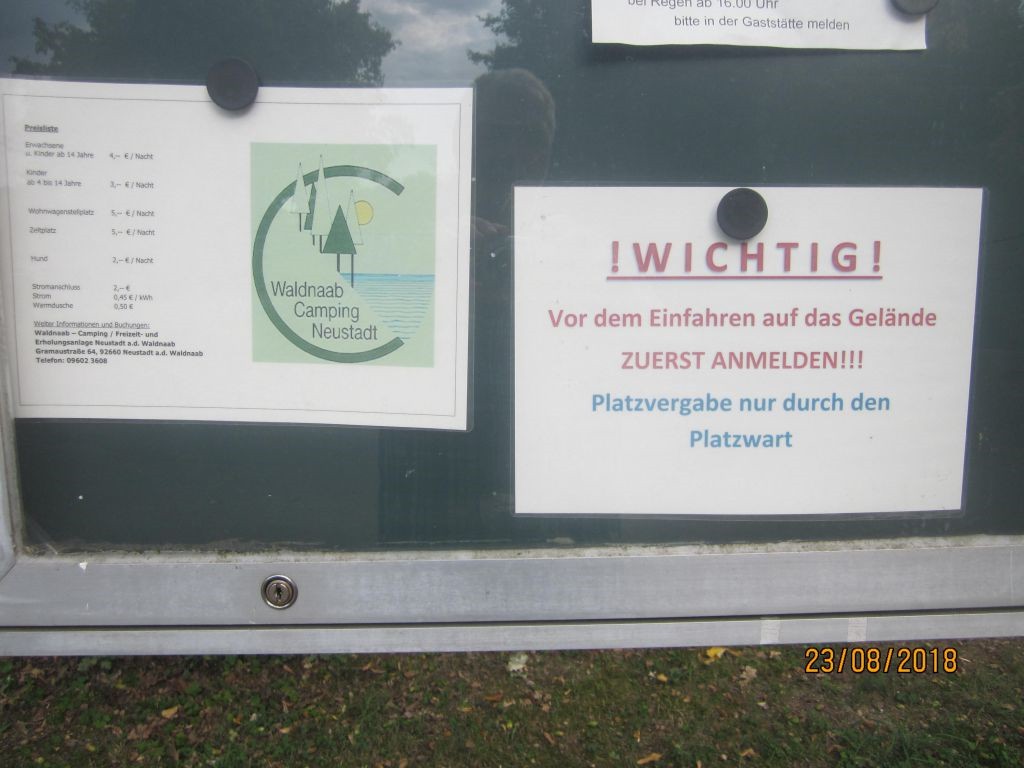 bei Regen ab 16.00 Uhr
bitte in der Gaststätte melden
Preisliste
Erwachsene
u. Kinder ab 14 Jahre 4,-- € / Nacht
Kinder
ab 4 bis 14 Jahre 3,-- € / Nacht
Wohnwagenstellplatz 5,-- € / Nacht
Zeltplatz 5,-- € / Nacht
Hund 2,-- € / Nacht
Stromanschluss 2,-- €
Strom 0,45 € / kWh
Warmdusche 0,50 €
Weiter Informationen und Buchungen:
Waldnaab – Camping / Freizeit- und
Erholungsanlage Neustadt a.d. Waldnaab
Gramaustraße 64, 92660 Neustadt a.d. Waldnaab
Telefon: 09602 3608
Waldnaab
Camping
Neustadt
!WICHTIG!
Vor dem Einfahren auf das Gelände
ZUERST ANMELDEN!!!
Platzvergabe nur durch den
Platzwart
23/08/2018